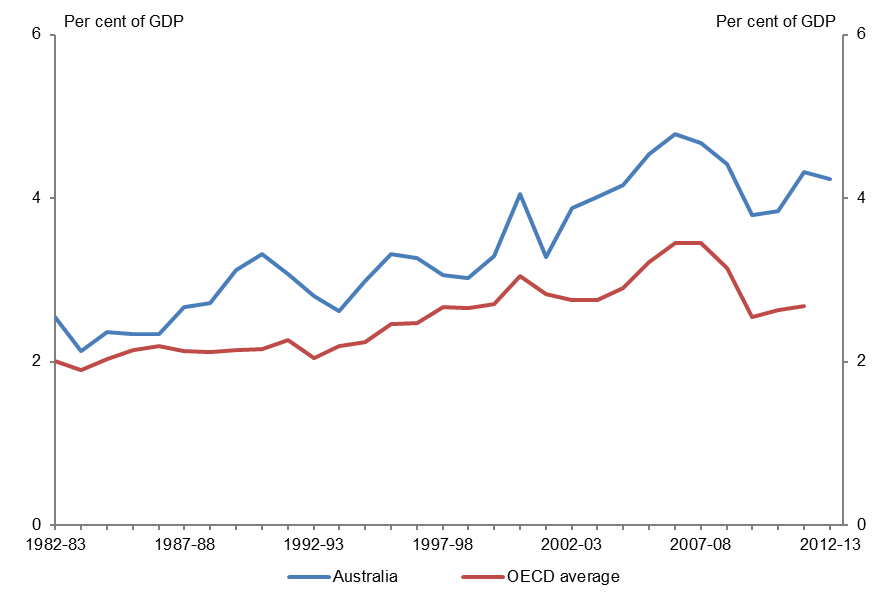 Per cent of GDP Per cent of GDP
6 6
4 4
2 2
0 0
1982-83 1987-88 1992-93 1997-98 2002-03 2007-08 2012-13
Australia OECD average